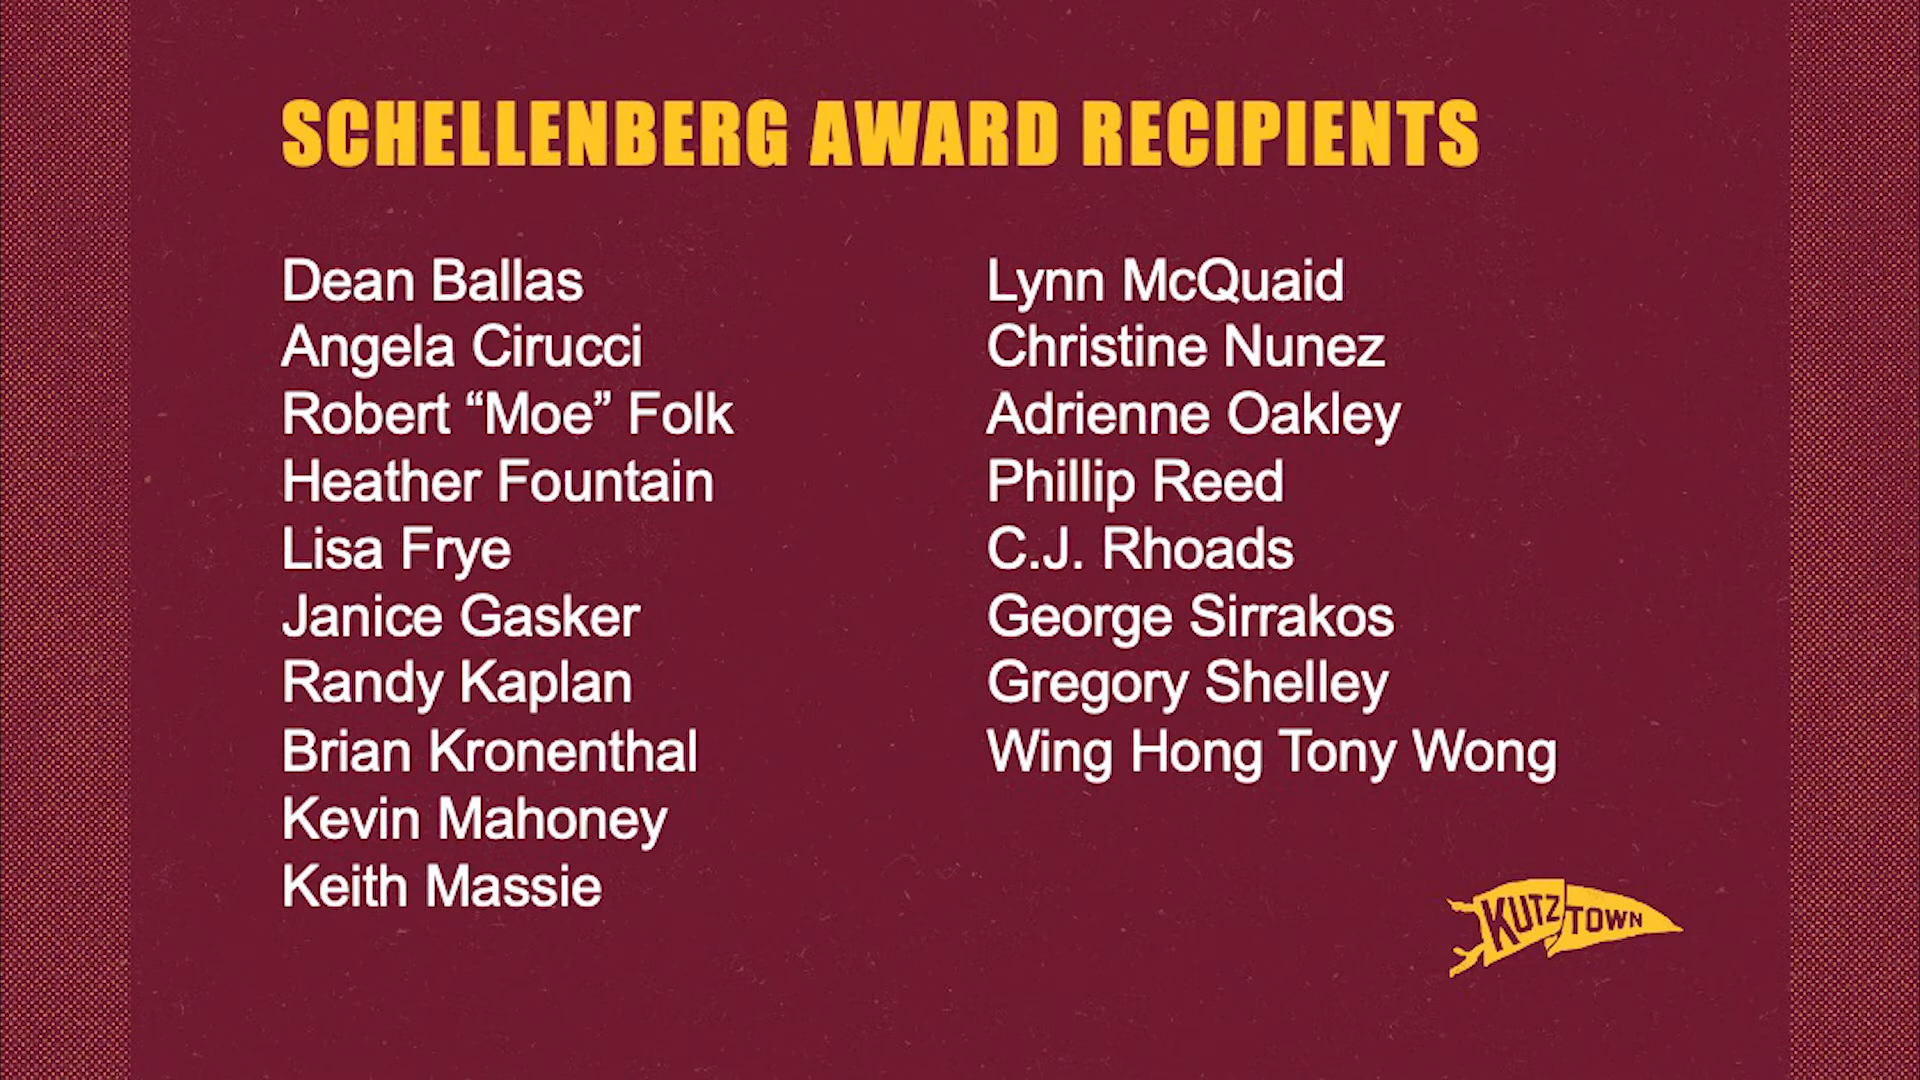 SCHELLENBERG AWARD RECIPIENTS
Dean Ballas
Angela Cirucci
Robert “Moe” Folk
Heather Fountain
Lisa Frye
Janice Gasker
Randy Kaplan
Brian Kronenthal
Kevin Mahoney
Keith Massie
Lynn McQuaid
Christine Nunez
Adrienne Oakley
Phillip Reed
C.J. Rhoads
George Sirrakos
Gregory Shelley
Wing Hong Tony Wong
KUTZTOWN